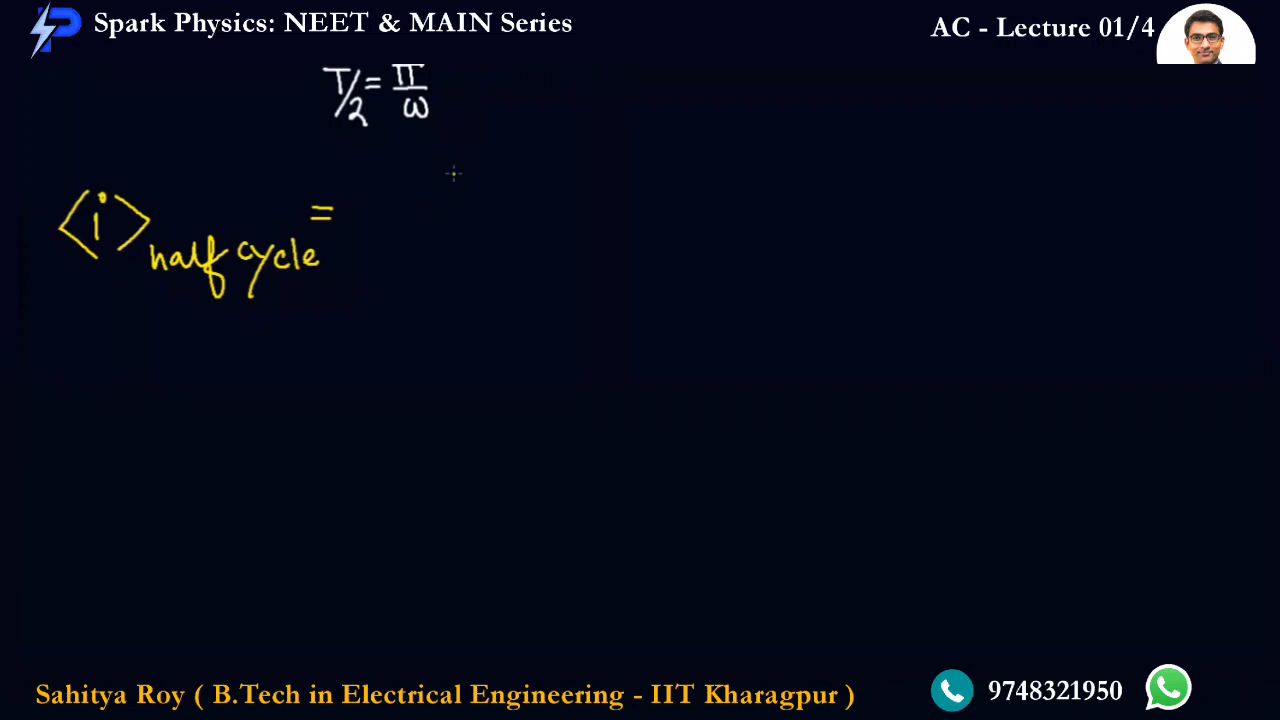 Spark Physics: NEET & MAIN Series
AC - Lecture 01/4
T/2 = π/ω
<i> half cycle =
Sahitya Roy ( B.Tech in Electrical Engineering - IIT Kharagpur )
9748321950